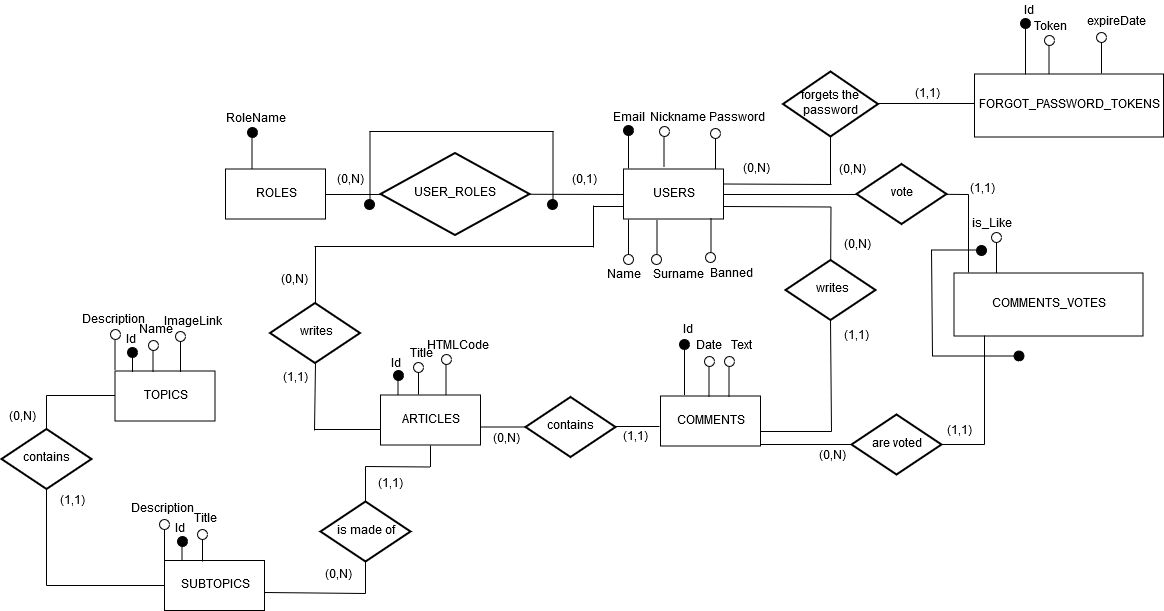 Id
Token
expireDate
forgets the
password
(1,1)
FORGOT_PASSWORD_TOKENS
RoleName
Email
Nickname
Password
(0,N)
(0,N)
ROLES
(0,N)
USER_ROLES
(0,1)
USERS
vote
(1,1)
is_Like
Name
Surname
Banned
(0,N)
(0,N)
writes
COMMENTS_VOTES
Description
Id
Name
ImageLink
writes
Id
Date
Text
(1,1)
Id
Title
HTMLCode
(1,1)
TOPICS
(0,N)
ARTICLES
(0,N)
contains
(1,1)
COMMENTS
(0,N)
are voted
(1,1)
contains
(1,1)
(1,1)
Description
Id
Title
is made of
(0,N)
SUBTOPICS